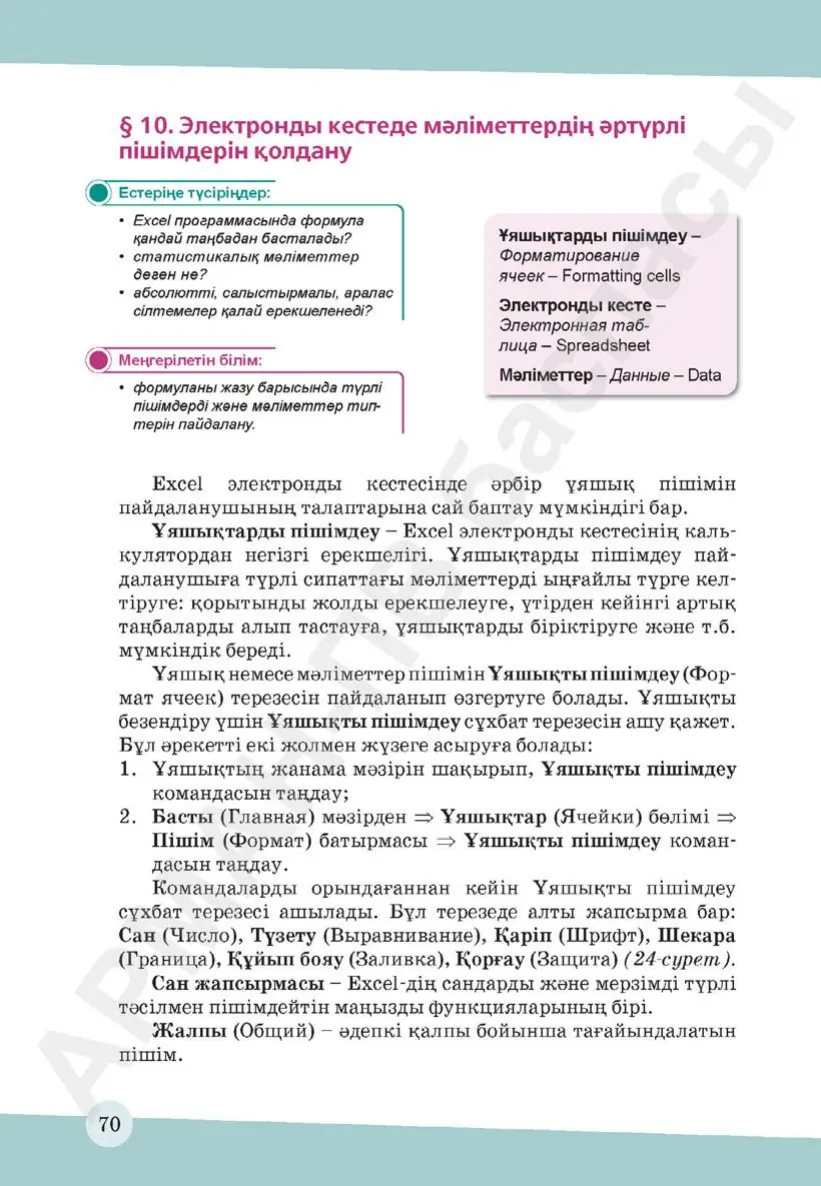 § 10. Электронды кестеде мәліметтердің әртүрлі
пішімдерін қолдану
Естеріңе түсіріңдер:
• Excel программасында формула
қандай таңбадан басталады?
• статистикалық мәліметтер
деген не?
• абсолютті, салыстырмалы, аралас
сілтемелер қалай ерекшеленеді?
Меңгерілетін білім:
• формуланы жазу барысында түрлі
пішімдерді және мәліметтер тип-
терін пайдалану.
Ұяшықтарды пішімдеу –
Форматирование
ячеек – Formatting cells
Электронды кесте –
Электронная таб-
лица – Spreadsheet
Мәліметтер – Данные – Data
Excel электронды кестесінде әрбір ұяшық пішімін
пайдаланушының талаптарына сай баптау мүмкіндігі бар.
Ұяшықтарды пішімдеу – Excel электронды кестесінің каль-
кулятордан негізгі ерекшелігі. Ұяшықтарды пішімдеу пай-
даланушыға түрлі сипаттағы мәліметтерді ыңғайлы түрге кел-
тіруге: қорытынды жолды ерекшелеуге, үтірден кейінгі артық
таңбаларды алып тастауға, ұяшықтарды біріктіруге және т.б.
мүмкіндік береді.
Ұяшық немесе мәліметтер пішімін Ұяшықты пішімдеу (Фор-
мат ячеек) терезесін пайдаланып өзгертуге болады. Ұяшықты
безендіру үшін Ұяшықты пішімдеу сұхбат терезесін ашу қажет.
Бұл әрекетті екі жолмен жүзеге асыруға болады:
1. Ұяшықтың жанама мәзірін шақырып, Ұяшықты пішімдеу
командасын таңдау;
2. Басты (Главная) мәзірден ⇒ Ұяшықтар (Ячейки) бөлімі ⇒
Пішім (Формат) батырмасы ⇒ Ұяшықты пішімдеу коман-
дасын таңдау.
Командаларды орындағаннан кейін Ұяшықты пішімдеу
сұхбат терезесі ашылады. Бұл терезеде алты жапсырма бар:
Сан (Число), Түзету (Выравнивание), Қаріп (Шрифт), Шекара
(Граница), Құйып бояу (Заливка), Қорғау (Защита) (24-сурет).
Сан жапсырмасы – Excel-дің сандарды және мерзімді түрлі
тәсілмен пішімдейтін маңызды функцияларының бірі.
Жалпы (Общий) – әдепкі қалпы бойынша тағайындалатын
пішім.
70
АРМАН-ПВ баспасы